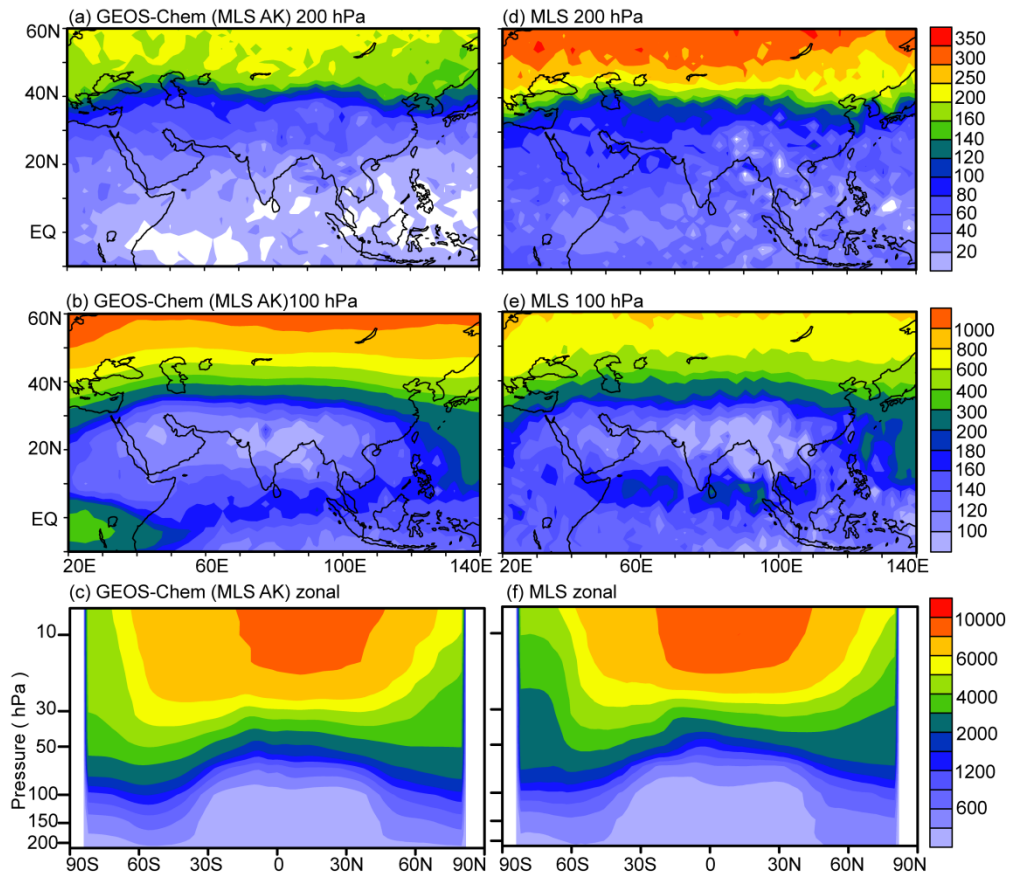 (a) GEOS-Chem (MLS AK) 200 hPa
(d) MLS 200 hPa
60N
40N
20N
EQ
350
300
250
200
140
120
100
80
60
40
20
(b) GEOS-Chem (MLS AK)100 hPa
(e) MLS 100 hPa
60N
40N
20N
EQ
20E
60E
100E
140E
20E
60E
100E
140E
1000
800
600
400
300
200
180
160
140
120
100
(c) GEOS-Chem (MLS AK) zonal
(f) MLS zonal
Pressure ( hPa )
10
30
50
100
150
200
90S
60S
30S
0
30N
60N
90N
90S
60S
30S
0
30N
60N
90N
10000
6000
4000
2000
1200
600